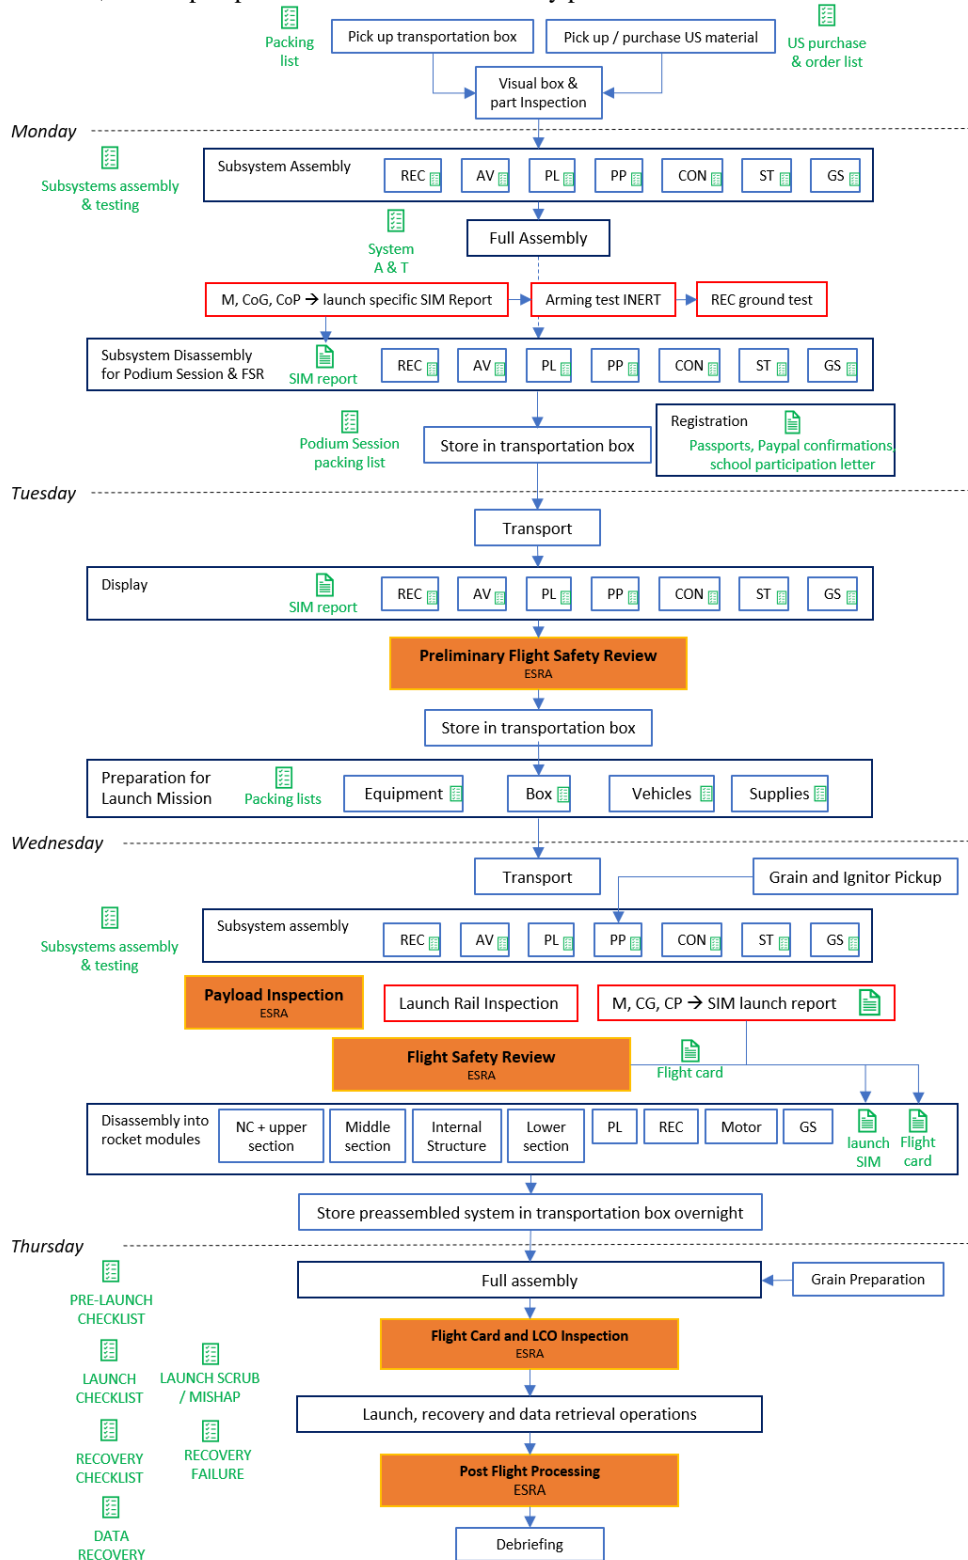 Packing
list
Pick up transportation box
Pick up / purchase US material
US purchase
& order list
Visual box &
part Inspection
Monday
Subsystems assembly
& testing
Subsystem Assembly
REC
AV
PL
PP
CON
ST
GS
System
A & T
Full Assembly
M, CoG, CoP → launch specific SIM Report
Arming test INERT
REC ground test
Subsystem Disassembly
for Podium Session & FSR
SIM report
REC
AV
PL
PP
CON
ST
GS
Podium Session
packing list
Store in transportation box
Registration
Passports, Paypal confirmations,
school participation letter
Tuesday
Transport
Display
SIM report
REC
AV
PL
PP
CON
ST
GS
Preliminary Flight Safety Review
ESRA
Store in transportation box
Preparation for
Launch Mission
Packing lists
Equipment
Box
Vehicles
Supplies
Wednesday
Transport
Grain and Ignitor Pickup
Subsystems assembly
& testing
Subsystem assembly
REC
AV
PL
PP
CON
ST
GS
Payload Inspection
ESRA
Launch Rail Inspection
M, CG, CP → SIM launch report
Flight Safety Review
ESRA
Flight card
Disassembly into
rocket modules
NC + upper
section
Middle
section
Internal
Structure
Lower
section
PL
REC
Motor
GS
launch
SIM
Flight
card
Store preassembled system in transportation box overnight
Thursday
PRE-LAUNCH
CHECKLIST
Full assembly
Grain Preparation
Flight Card and LCO Inspection
ESRA
LAUNCH
CHECKLIST
LAUNCH SCRUB
/ MISHAP
Launch, recovery and data retrieval operations
RECOVERY
CHECKLIST
RECOVERY
FAILURE
Post Flight Processing
ESRA
DATA
RECOVERY
Debriefing